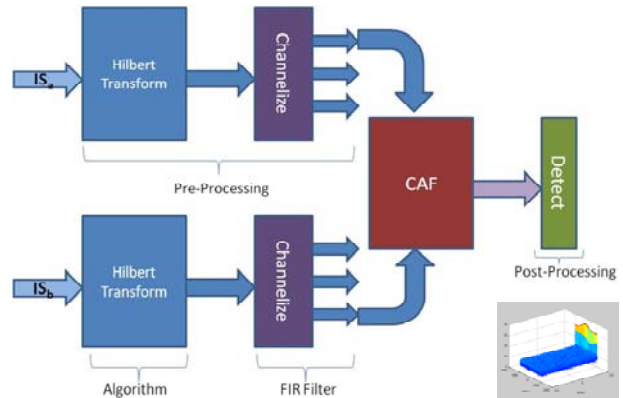 IS_a
Hilbert
Transform
Channelize
Pre-Processing
CAF
Detect
Post-Processing
IS_b
Hilbert
Transform
Channelize
Algorithm
FIR Filter